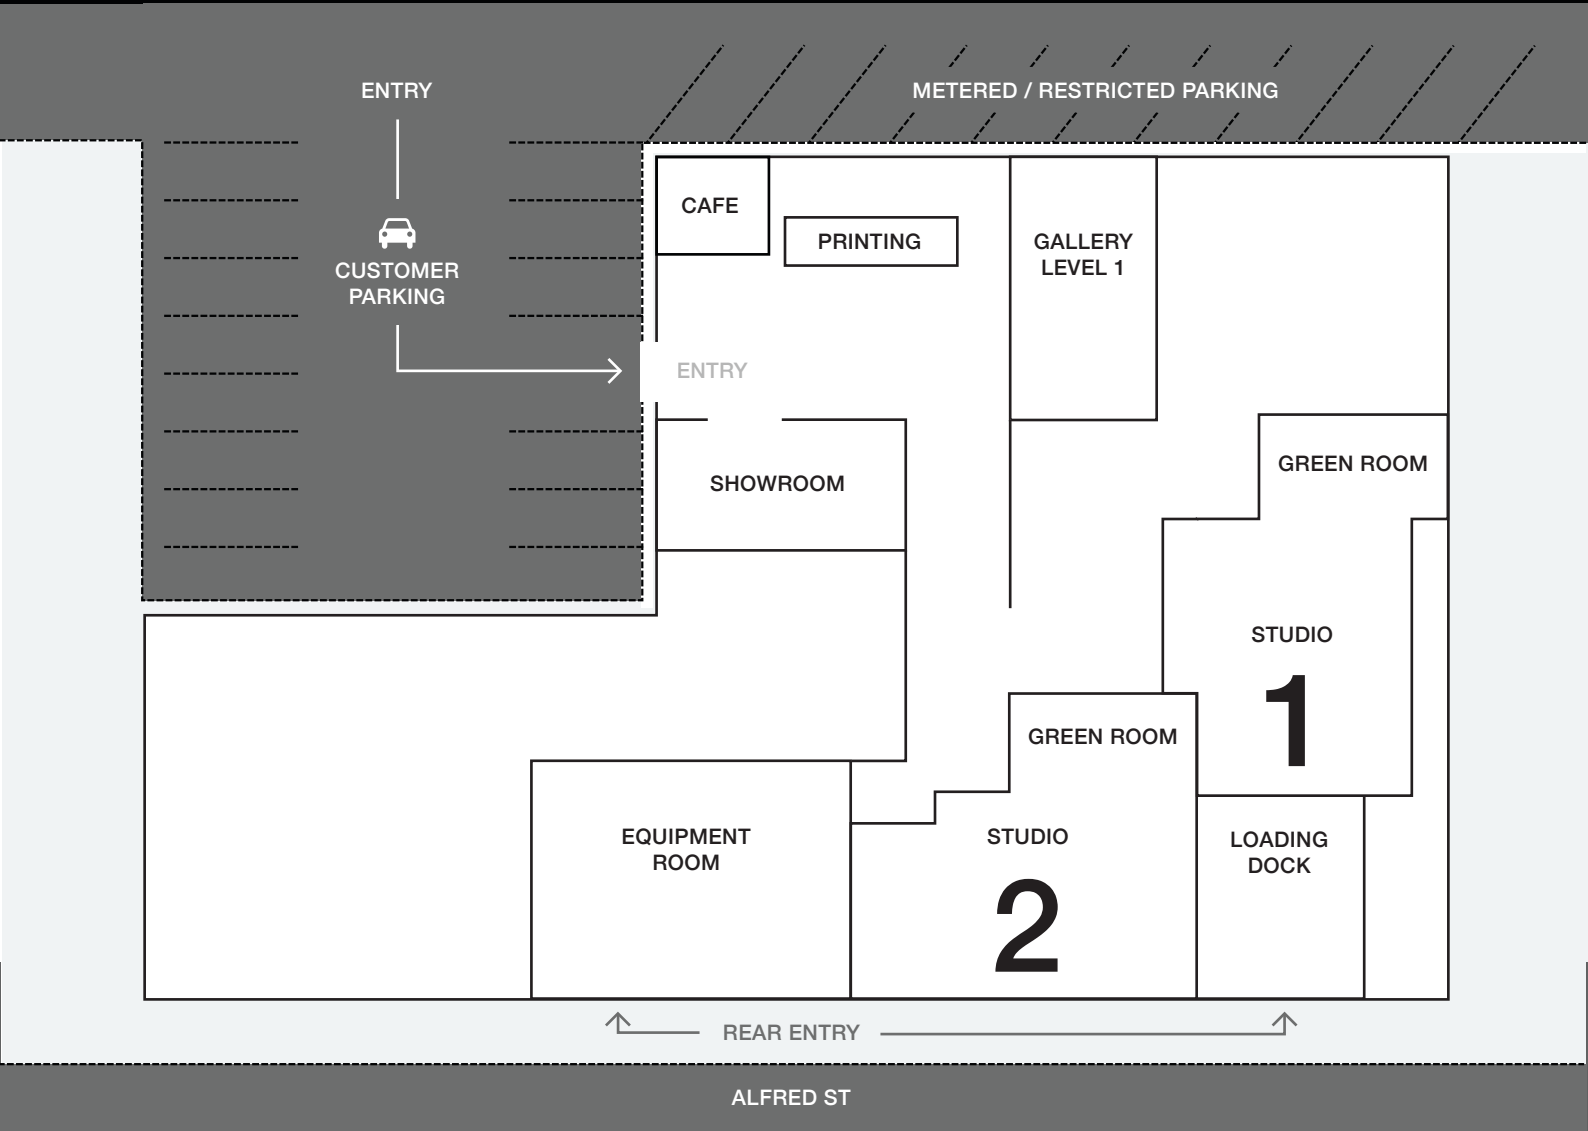 ENTRY
METERED / RESTRICTED PARKING
CUSTOMER
PARKING
CAFE
PRINTING
GALLERY
LEVEL 1
ENTRY
SHOWROOM
GREEN ROOM
STUDIO
1
GREEN ROOM
EQUIPMENT
ROOM
STUDIO
2
LOADING
DOCK
REAR ENTRY
ALFRED ST